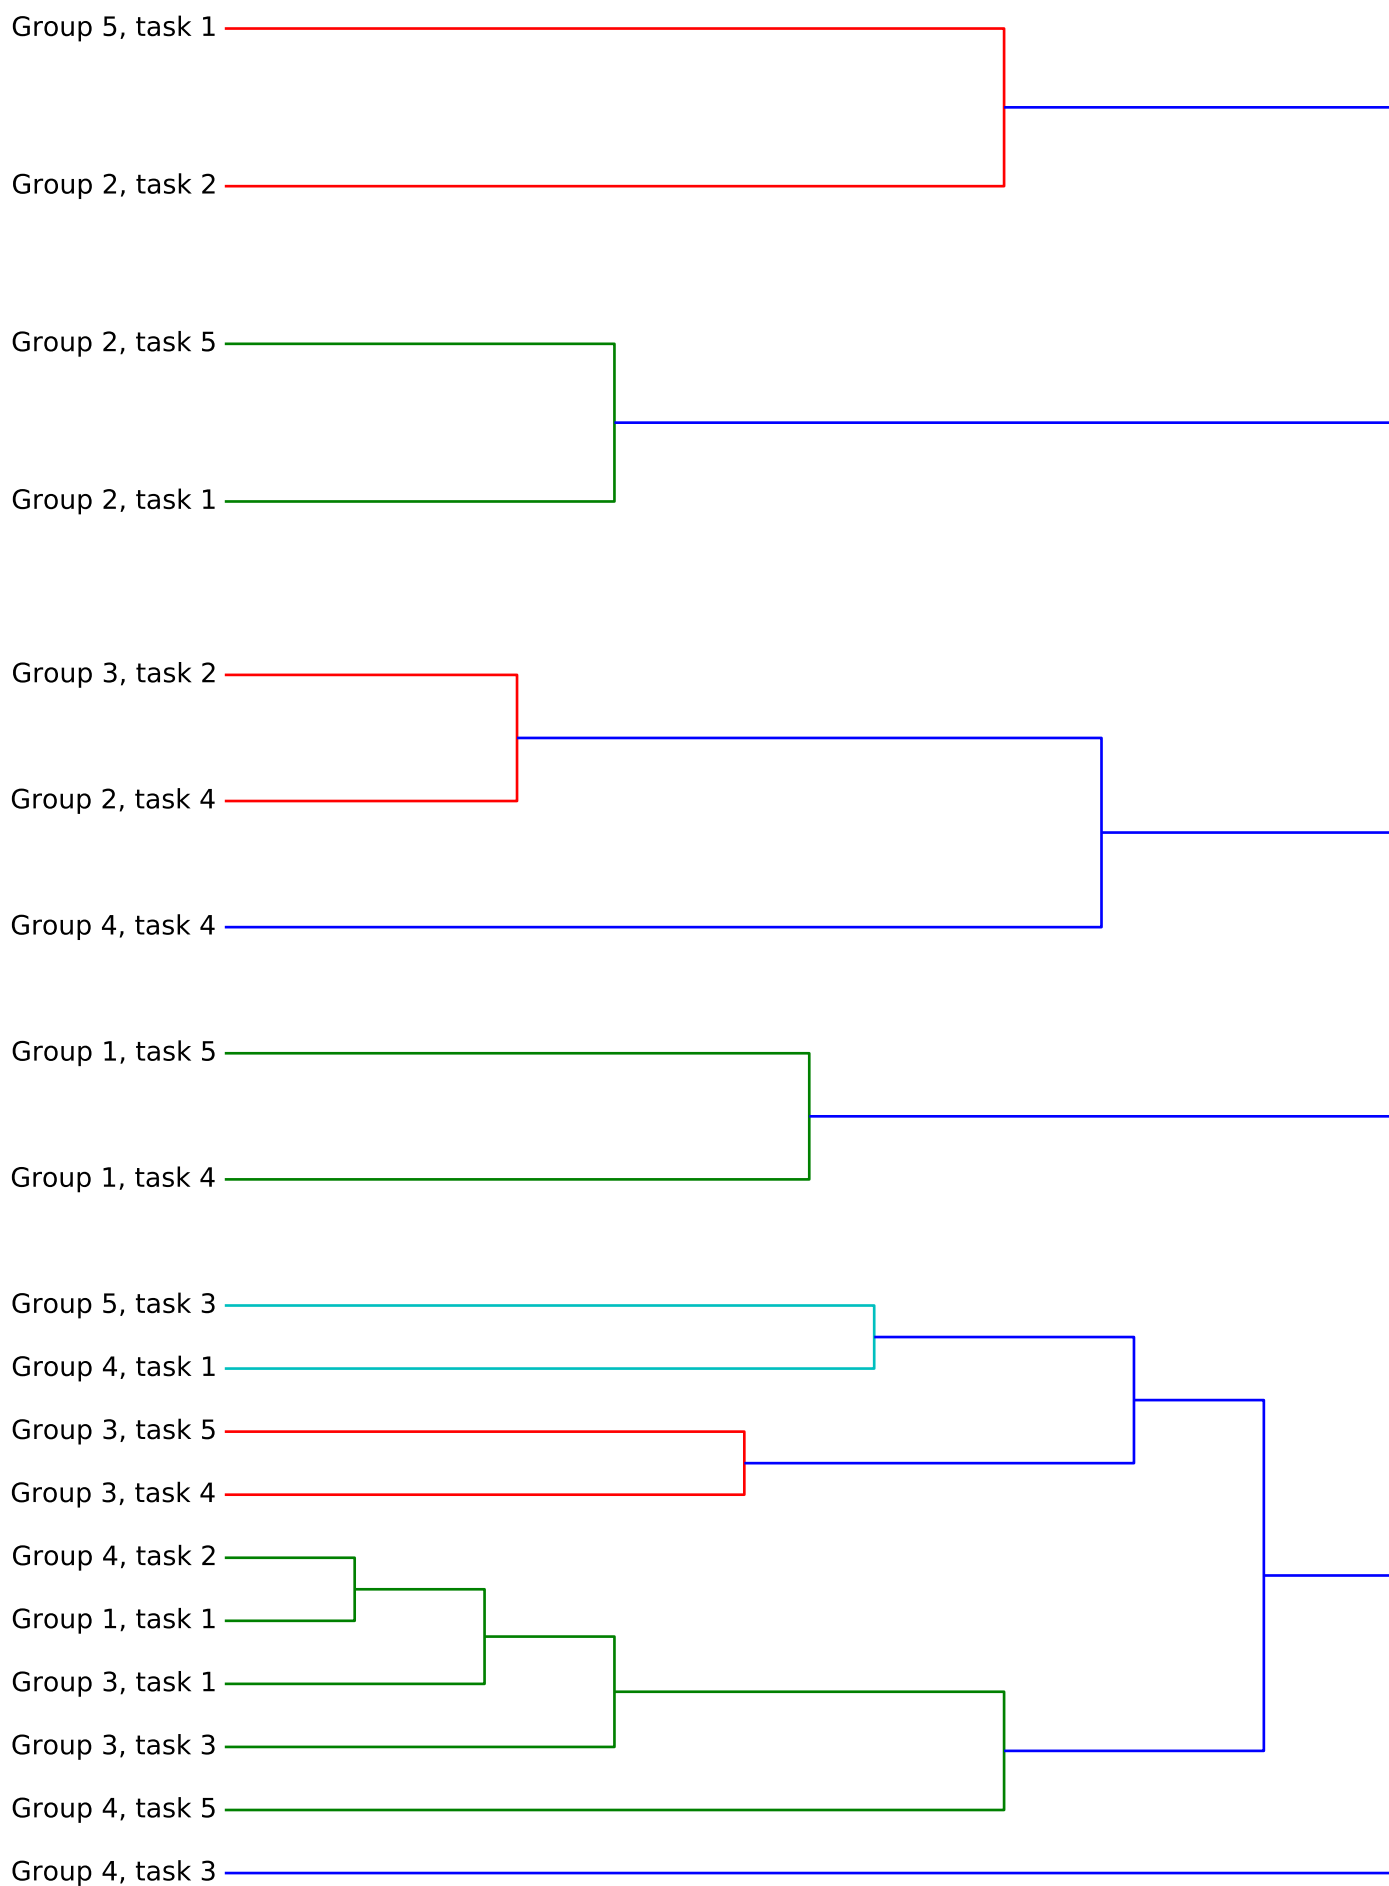 Group 5, task 1
Group 2, task 2
Group 2, task 5
Group 2, task 1
Group 3, task 2
Group 2, task 4
Group 4, task 4
Group 1, task 5
Group 1, task 4
Group 5, task 3
Group 4, task 1
Group 3, task 5
Group 3, task 4
Group 4, task 2
Group 1, task 1
Group 3, task 1
Group 3, task 3
Group 4, task 5
Group 4, task 3